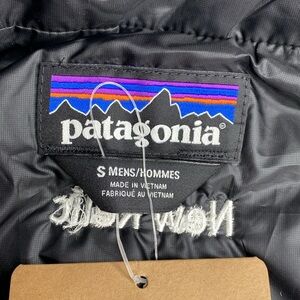 patagonia®
S MENS/HOMMES
MADE IN VIETNAM
FABRIQUÉ AU VIETNAM